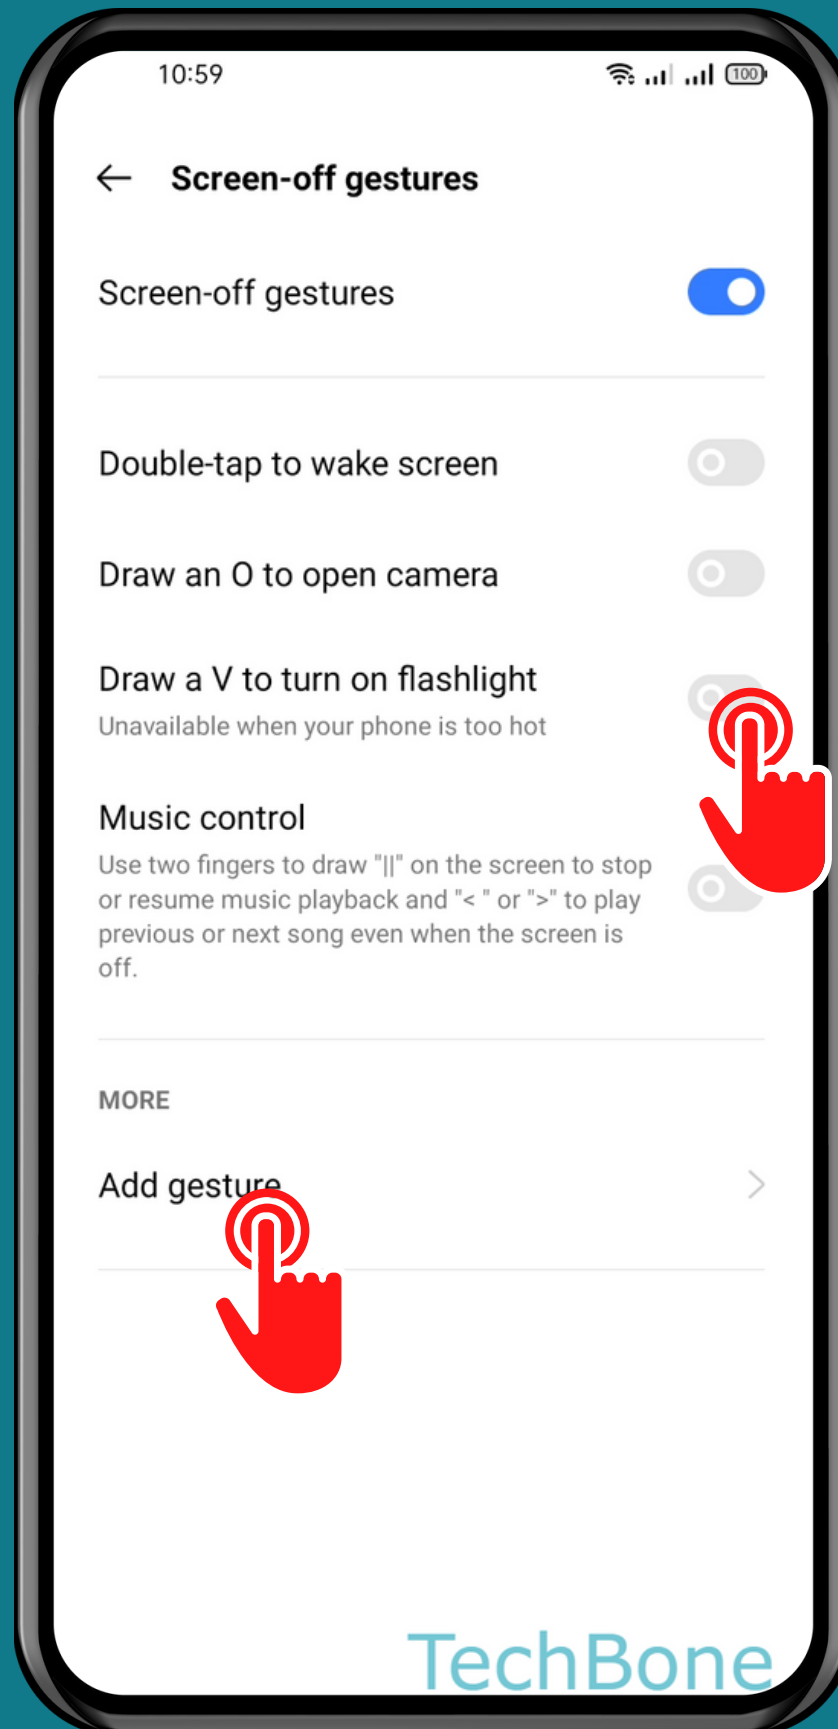 10:59
100
Screen-off gestures
Screen-off gestures
Double-tap to wake screen
Draw an O to open camera
Draw a V to turn on flashlight
Unavailable when your phone is too hot
Music control
Use two fingers to draw "||" on the screen to stop
or resume music playback and "< " or ">" to play
previous or next song even when the screen is
off.
MORE
Add gesture
TechBone